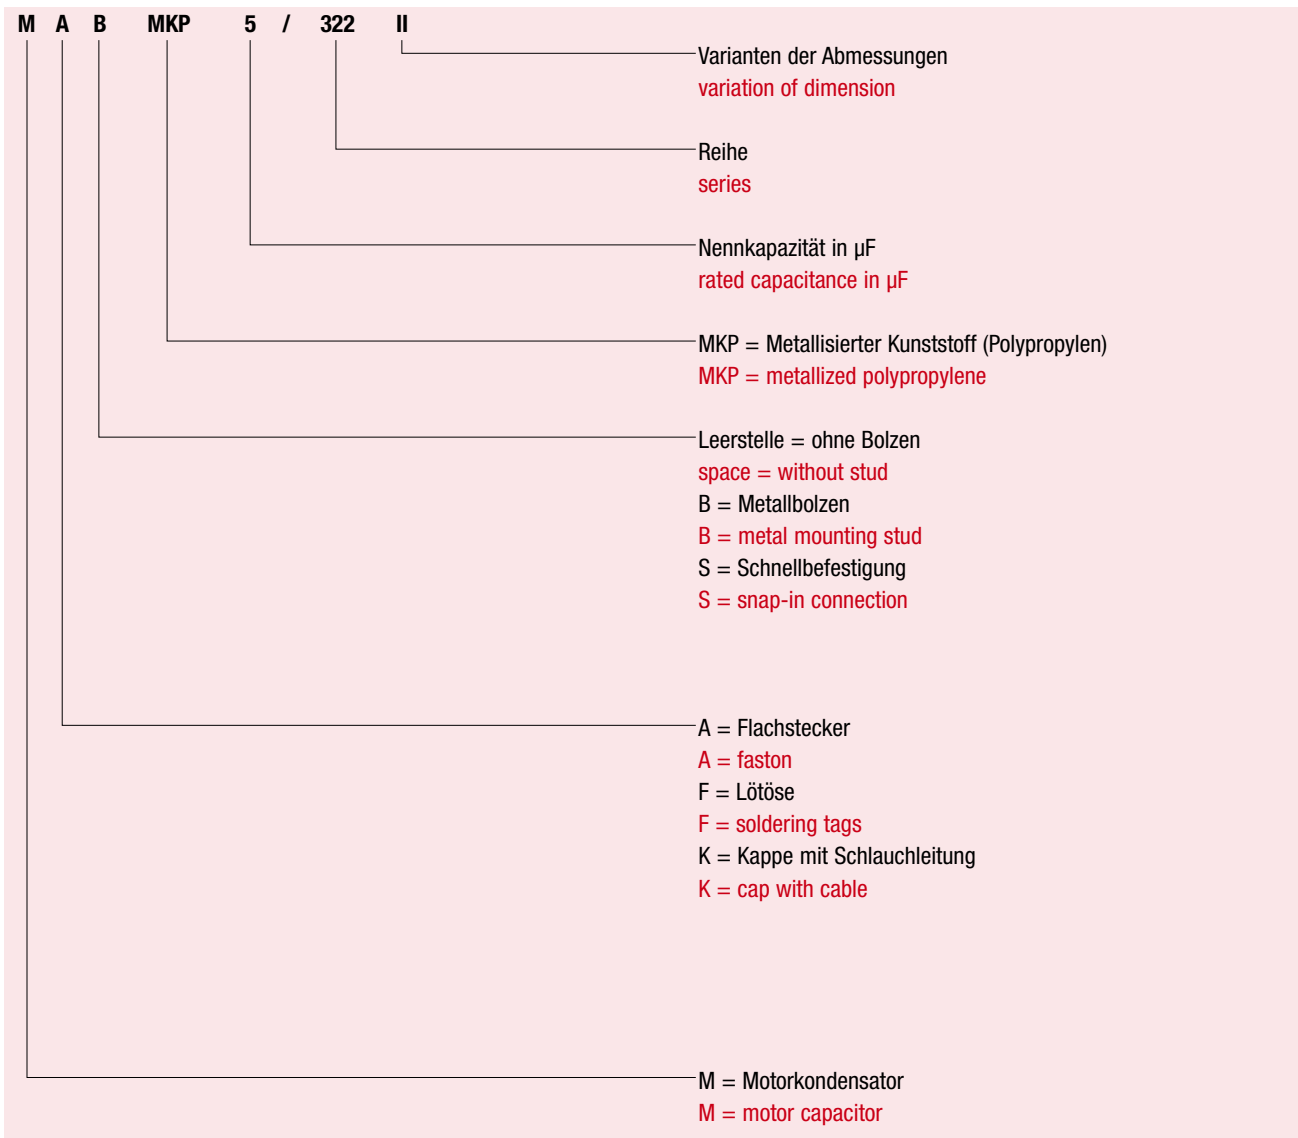 M A B MKP 5 / 322 II
Varianten der Abmessungen
variation of dimension
Reihe
series
Nennkapazität in µF
rated capacitance in µF
MKP = Metallisierter Kunststoff (Polypropylen)
MKP = metallized polypropylene
Leerstelle = ohne Bolzen
space = without stud
B = Metallbolzen
B = metal mounting stud
S = Schnellbefestigung
S = snap-in connection
A = Flachstecker
A = faston
F = Lötöse
F = soldering tags
K = Kappe mit Schlauchleitung
K = cap with cable
M = Motorkondensator
M = motor capacitor